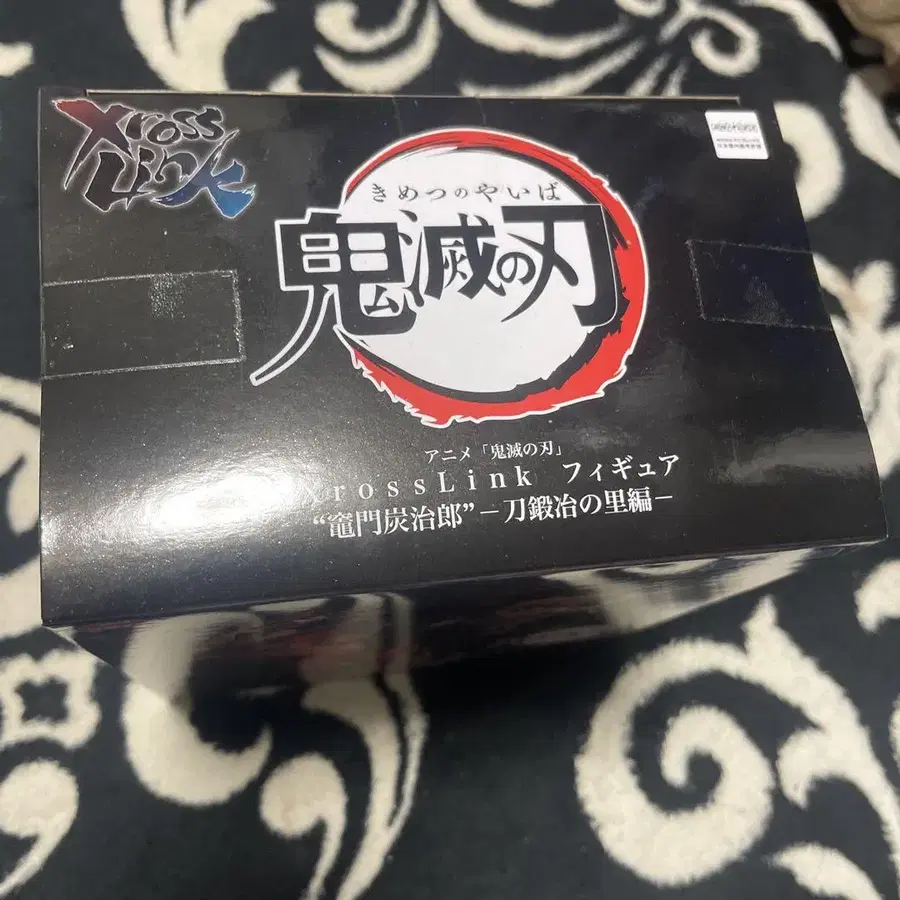 Xross
Link
きめつのやいば
鬼滅の刃
アニメ「鬼滅の刃」
XrossLink フィギュア
“竈門炭治郎”－刀鍛冶の里編－